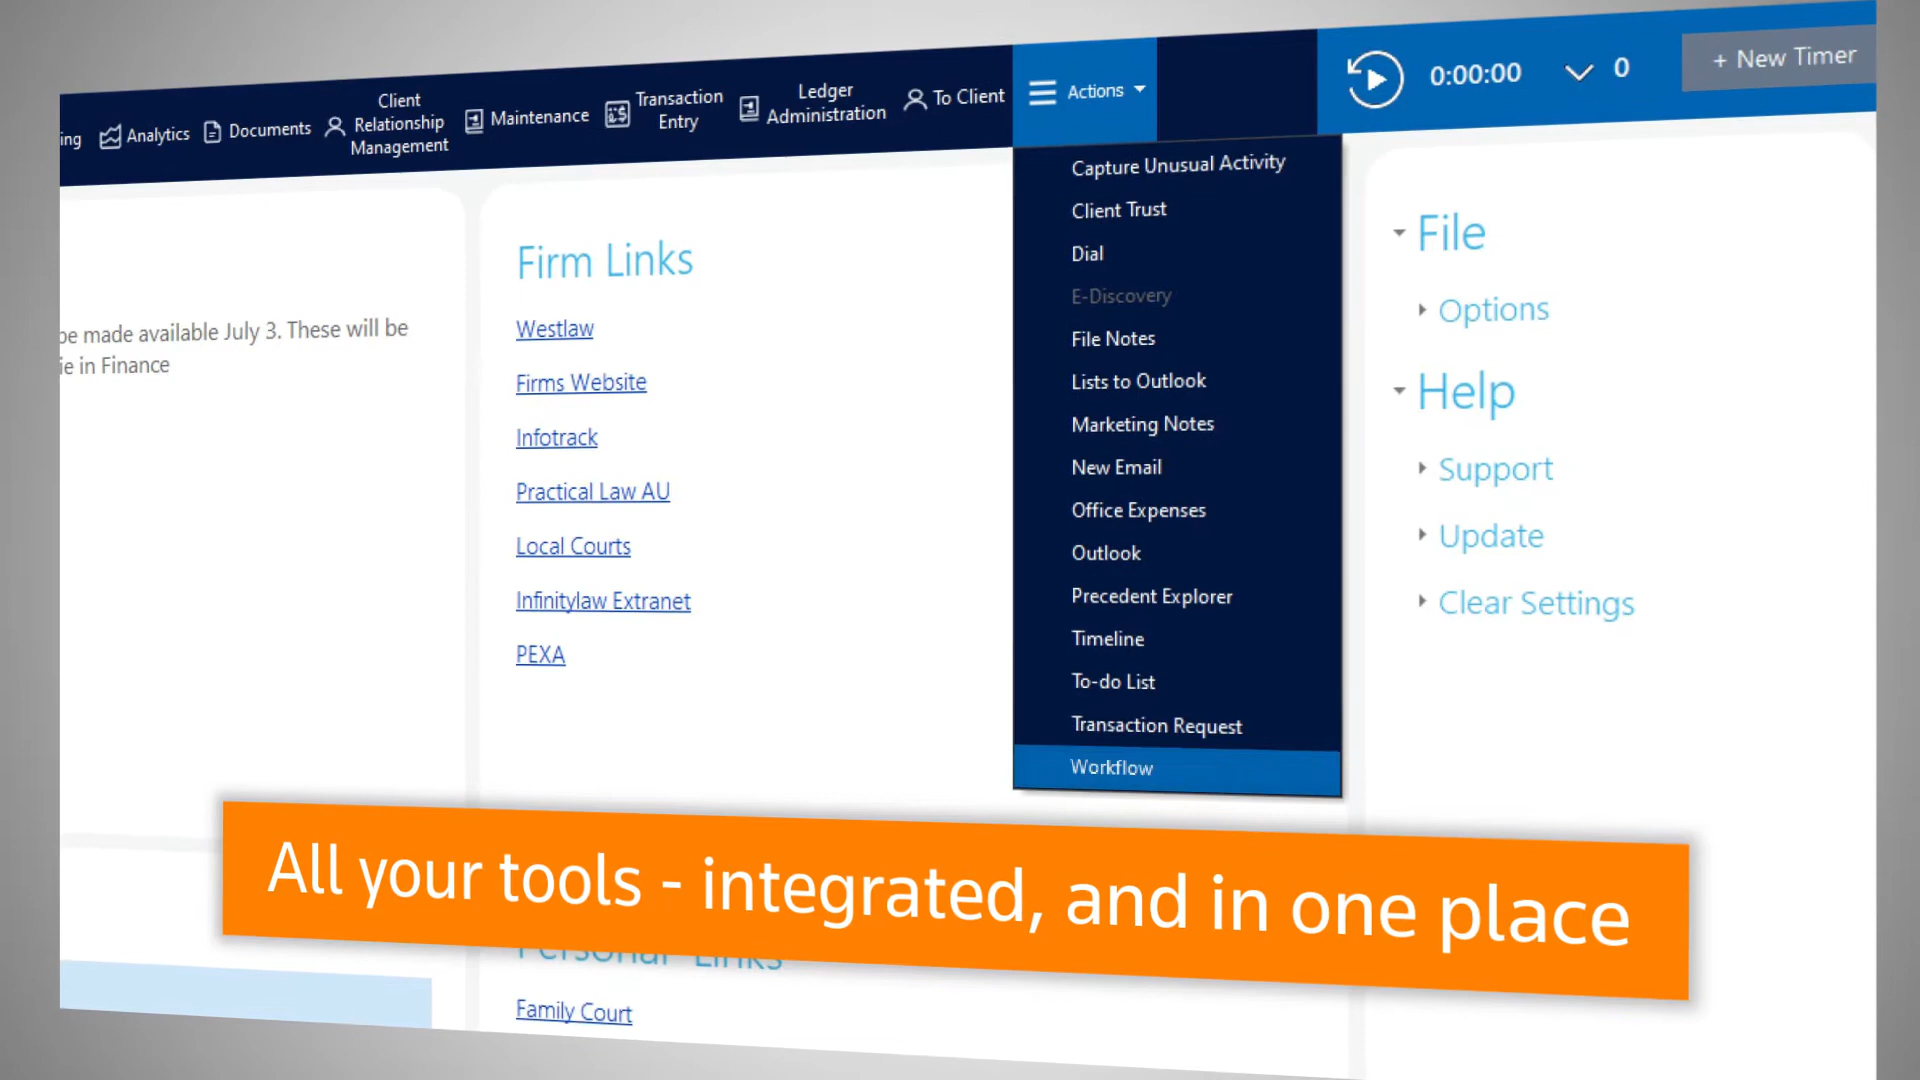 ing
Analytics
Documents
Client
Relationship
Management
Maintenance
Transaction
Entry
Ledger
Administration
To Client
Actions
0:00:00
0
+ New Timer
be made available July 3. These will be
ie in Finance
Firm Links
Westlaw
Firms Website
Infotrack
Practical Law AU
Local Courts
Infinitylaw Extranet
PEXA
Capture Unusual Activity
Client Trust
Dial
E-Discovery
File Notes
Lists to Outlook
Marketing Notes
New Email
Office Expenses
Outlook
Precedent Explorer
Timeline
To-do List
Transaction Request
Workflow
File
Options
Help
Support
Update
Clear Settings
All your tools - integrated, and in one place
Personal Links
Family Court